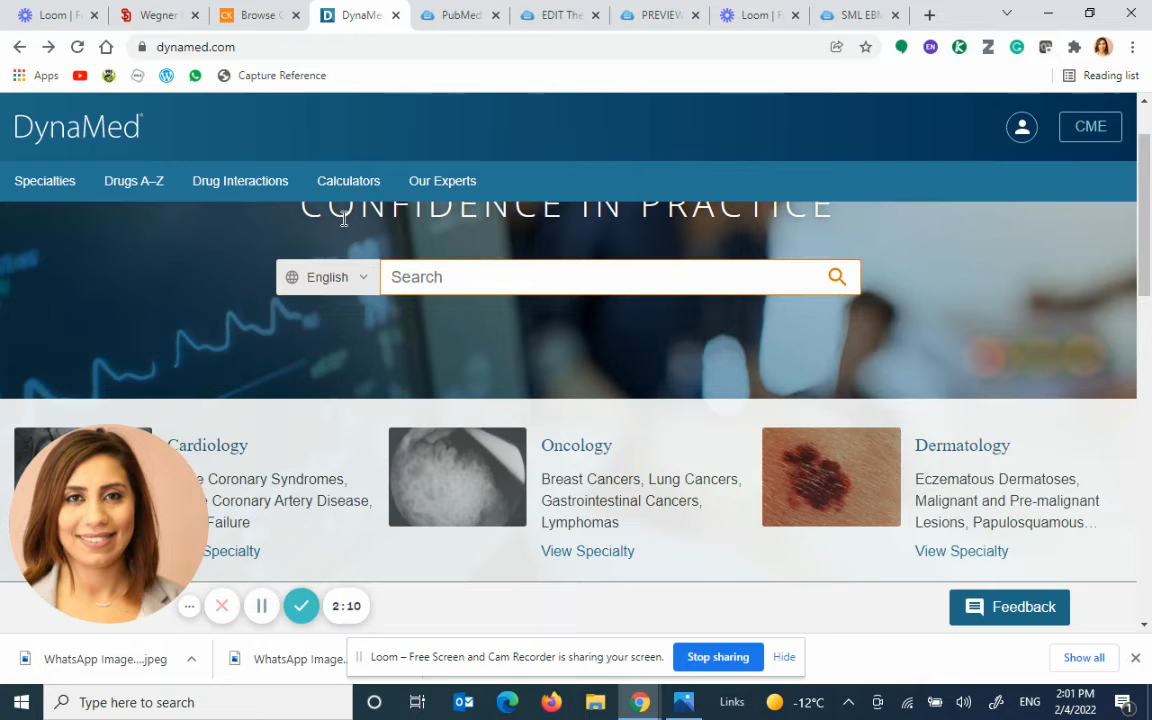 Loom | F
Wegner
Browse C
DynaMe
PubMed
EDIT The
PREVIEW
Loom | F
SML EBM
dynamed.com
EN
Apps
Capture Reference
Reading list
DynaMed
CME
Specialties
Drugs A–Z
Drug Interactions
Calculators
Our Experts
CONFIDENCE IN PRACTICE
English
Search
Cardiology
e Coronary Syndromes,
e Coronary Artery Disease,
Failure
Specialty
Oncology
Breast Cancers, Lung Cancers,
Gastrointestinal Cancers,
Lymphomas
View Specialty
Dermatology
Eczematous Dermatoses,
Malignant and Pre-malignant
Lesions, Papulosquamous...
View Specialty
2:10
Feedback
WhatsApp Image....jpeg
WhatsApp Image.
Loom – Free Screen and Cam Recorder is sharing your screen.
Stop sharing
Hide
Show all
Type here to search
Links
-12°C
ENG
2:01 PM
2/4/2022
1